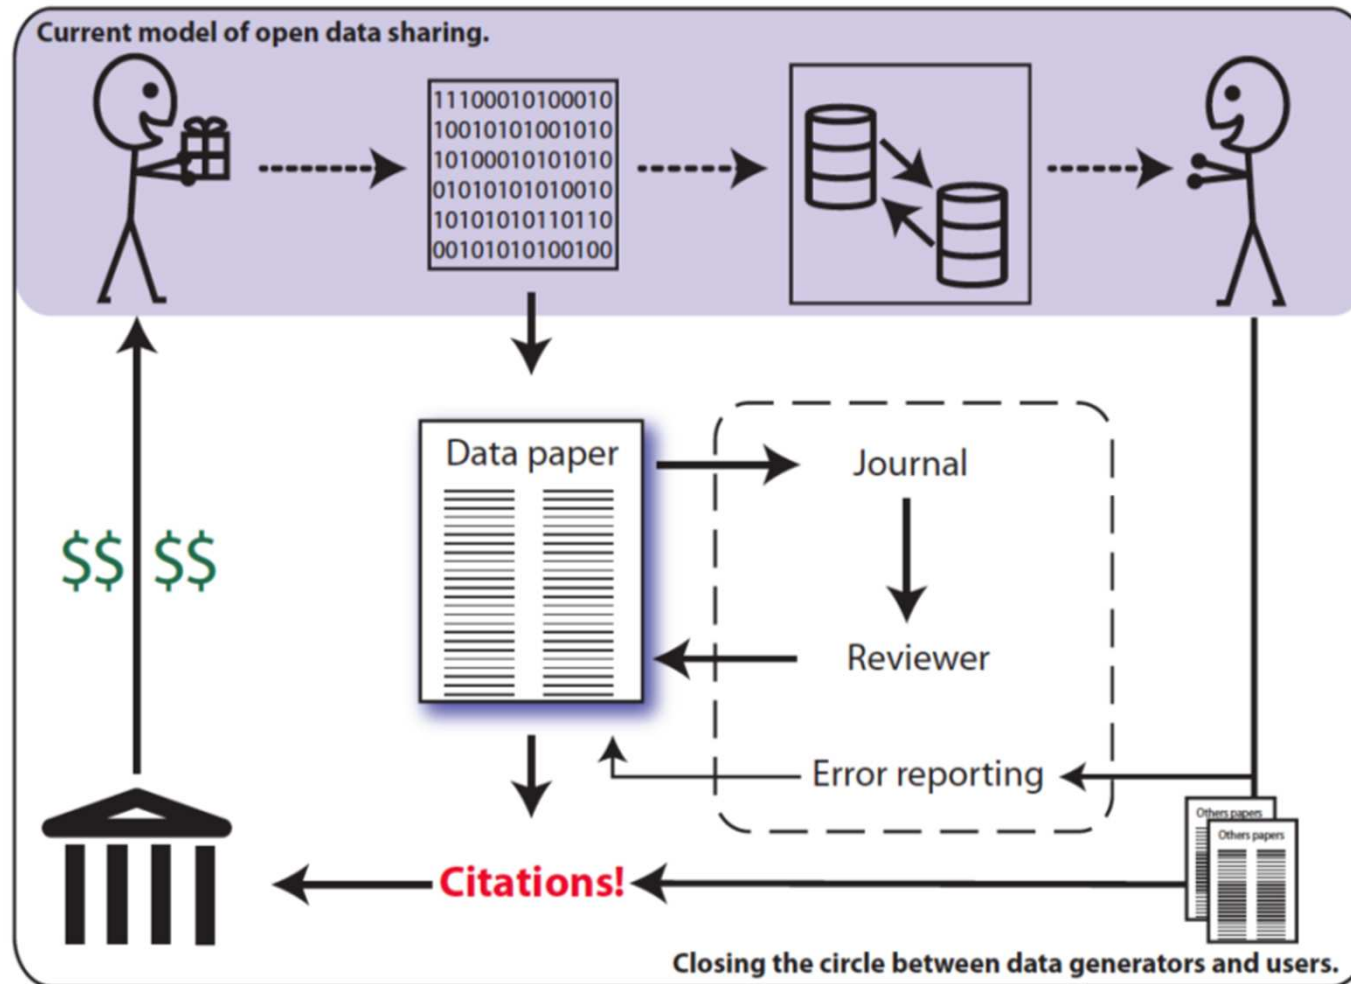 Current model of open data sharing.
11100010100010
10010101001010
10100010101010
01010101010010
10101010110110
00101010100100
Data paper
Journal
$$ $$
Reviewer
Error reporting
Others papers
Others papers
Citations!
Closing the circle between data generators and users.